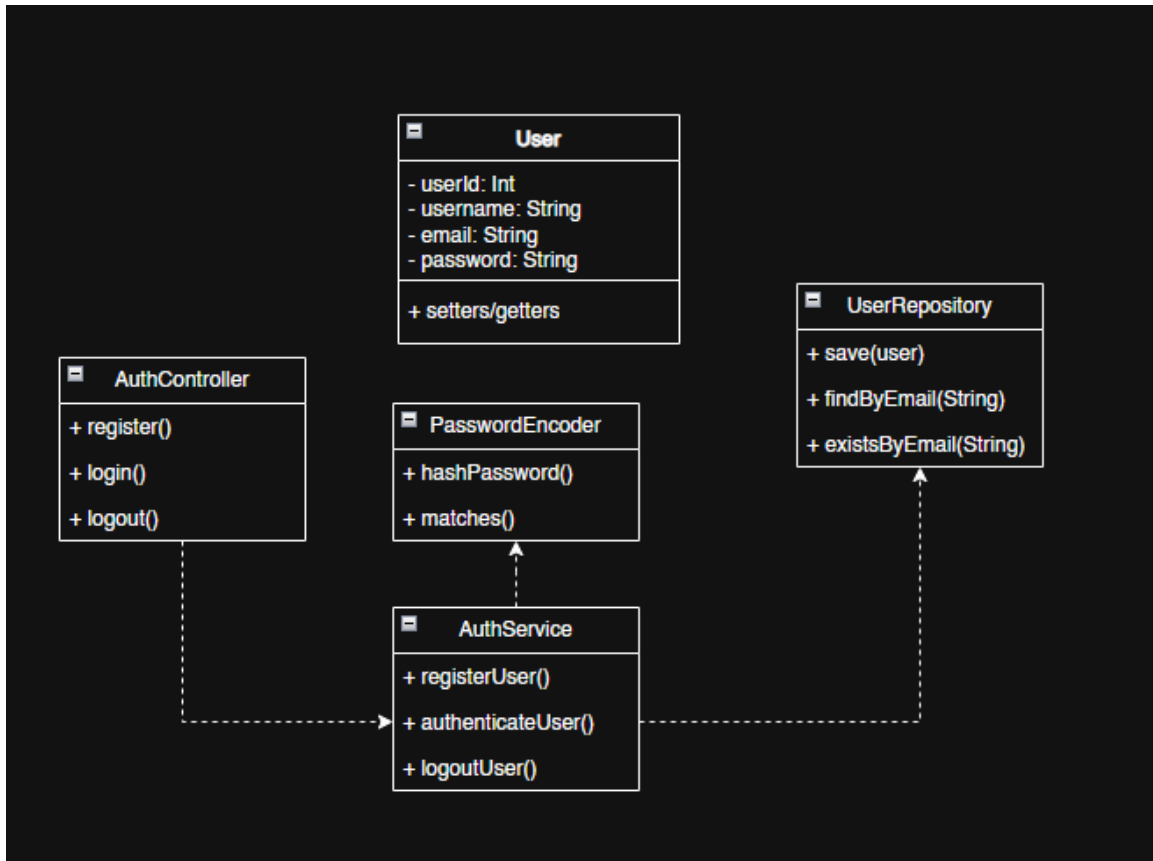 User
- userId: Int
- username: String
- email: String
- password: String
+ setters/getters
UserRepository
+ save(user)
+ findByEmail(String)
+ existsByEmail(String)
AuthController
+ register()
+ login()
+ logout()
PasswordEncoder
+ hashPassword()
+ matches()
AuthService
+ registerUser()
+ authenticateUser()
+ logoutUser()